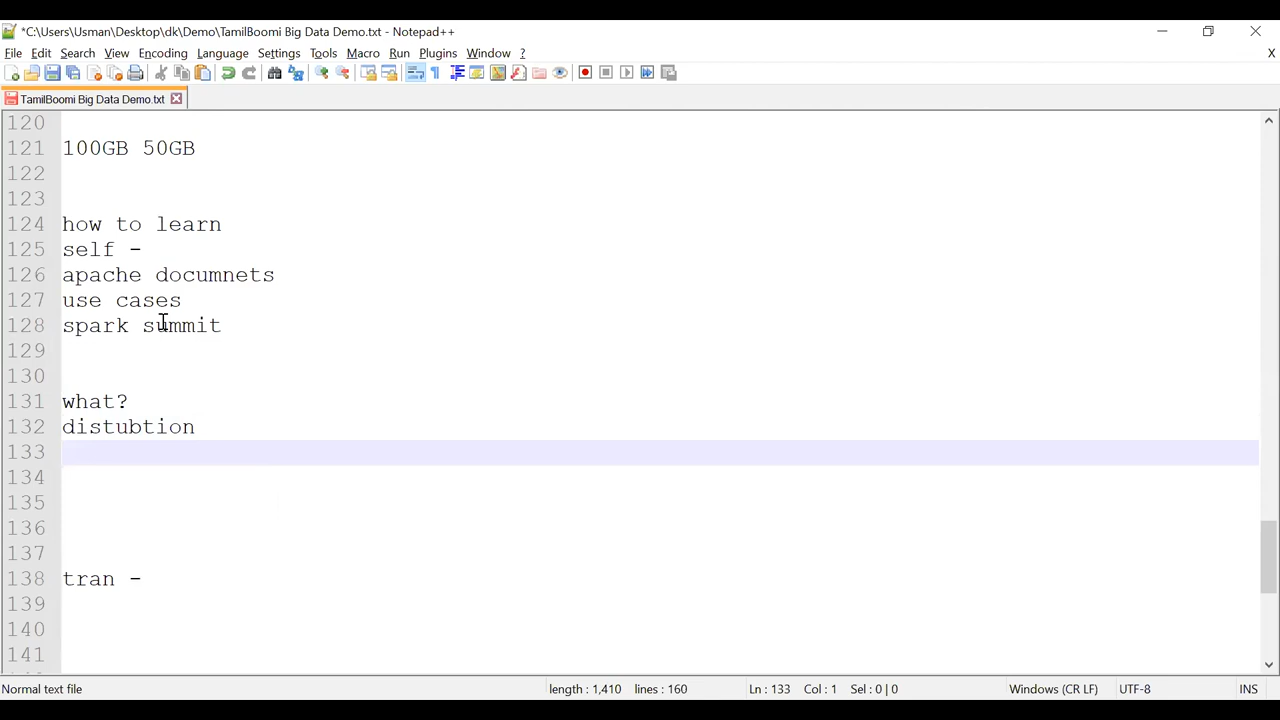 *C:\Users\Usman\Desktop\dk\Demo\TamilBoomi Big Data Demo.txt - Notepad++
File Edit Search View Encoding Language Settings Tools Macro Run Plugins Window ? X
TamilBoomi Big Data Demo.txt
120
121 100GB 50GB
122
123
124 how to learn
125 self -
126 apache documnets
127 use cases
128 spark summit
129
130
131 what?
132 distubtion
133
134
135
136
137
138 tran -
139
140
141
Normal text file length : 1,410 lines : 160 Ln : 133 Col : 1 Sel : 0 | 0 Windows (CR LF) UTF-8 INS